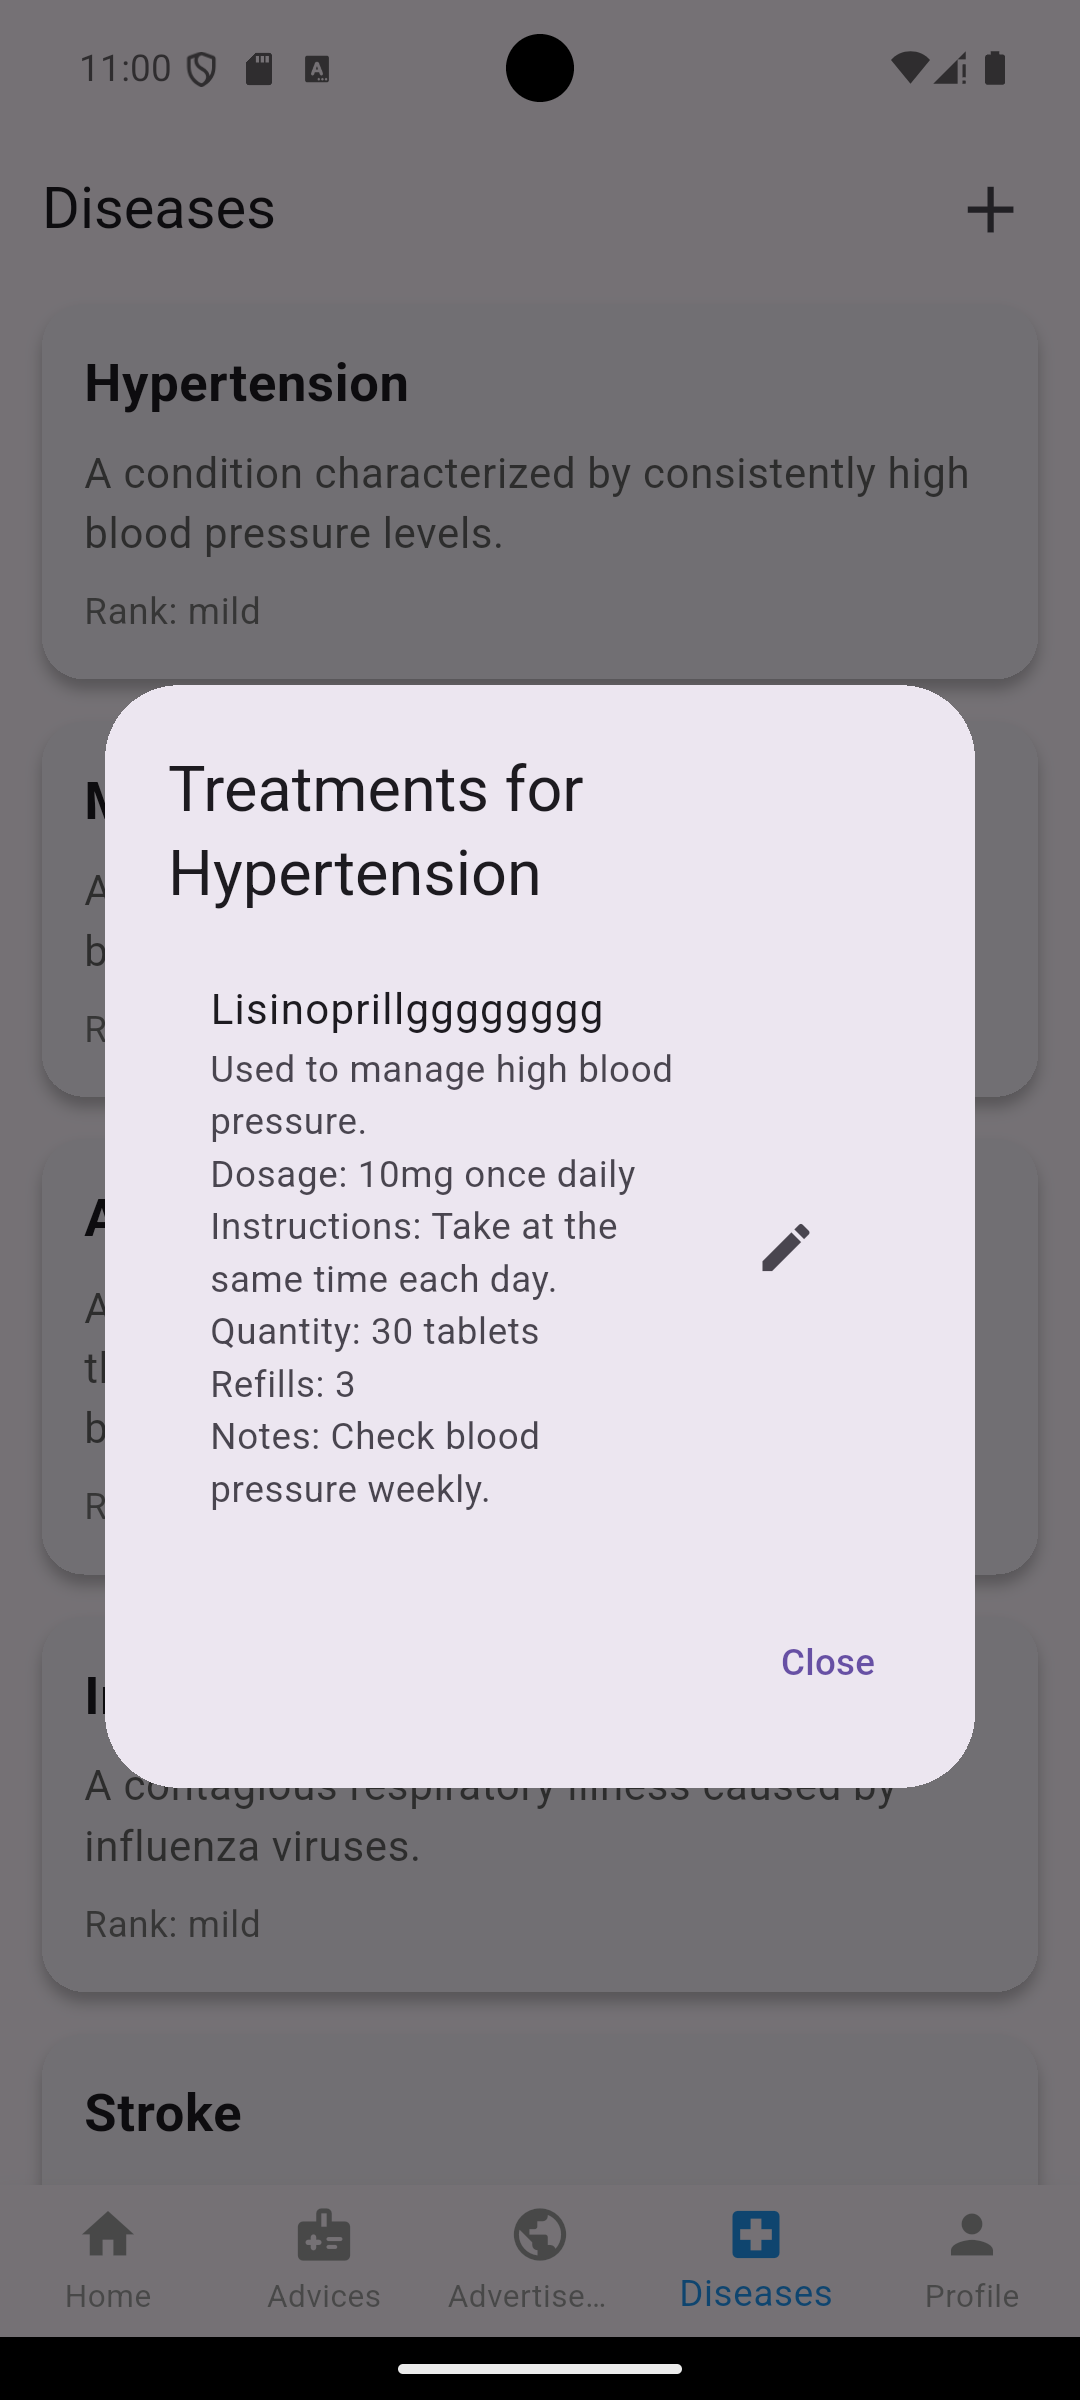 11:00
Diseases
Hypertension
A condition characterized by consistently high
blood pressure levels.
Rank: mild
Treatments for
Hypertension
Lisinoprillgggggggg
Used to manage high blood
pressure.
Dosage: 10mg once daily
Instructions: Take at the
same time each day.
Quantity: 30 tablets
Refills: 3
Notes: Check blood
pressure weekly.
Close
A contagious respiratory illness caused by
influenza viruses.
Rank: mild
Stroke
Home
Advices
Advertise...
Diseases
Profile